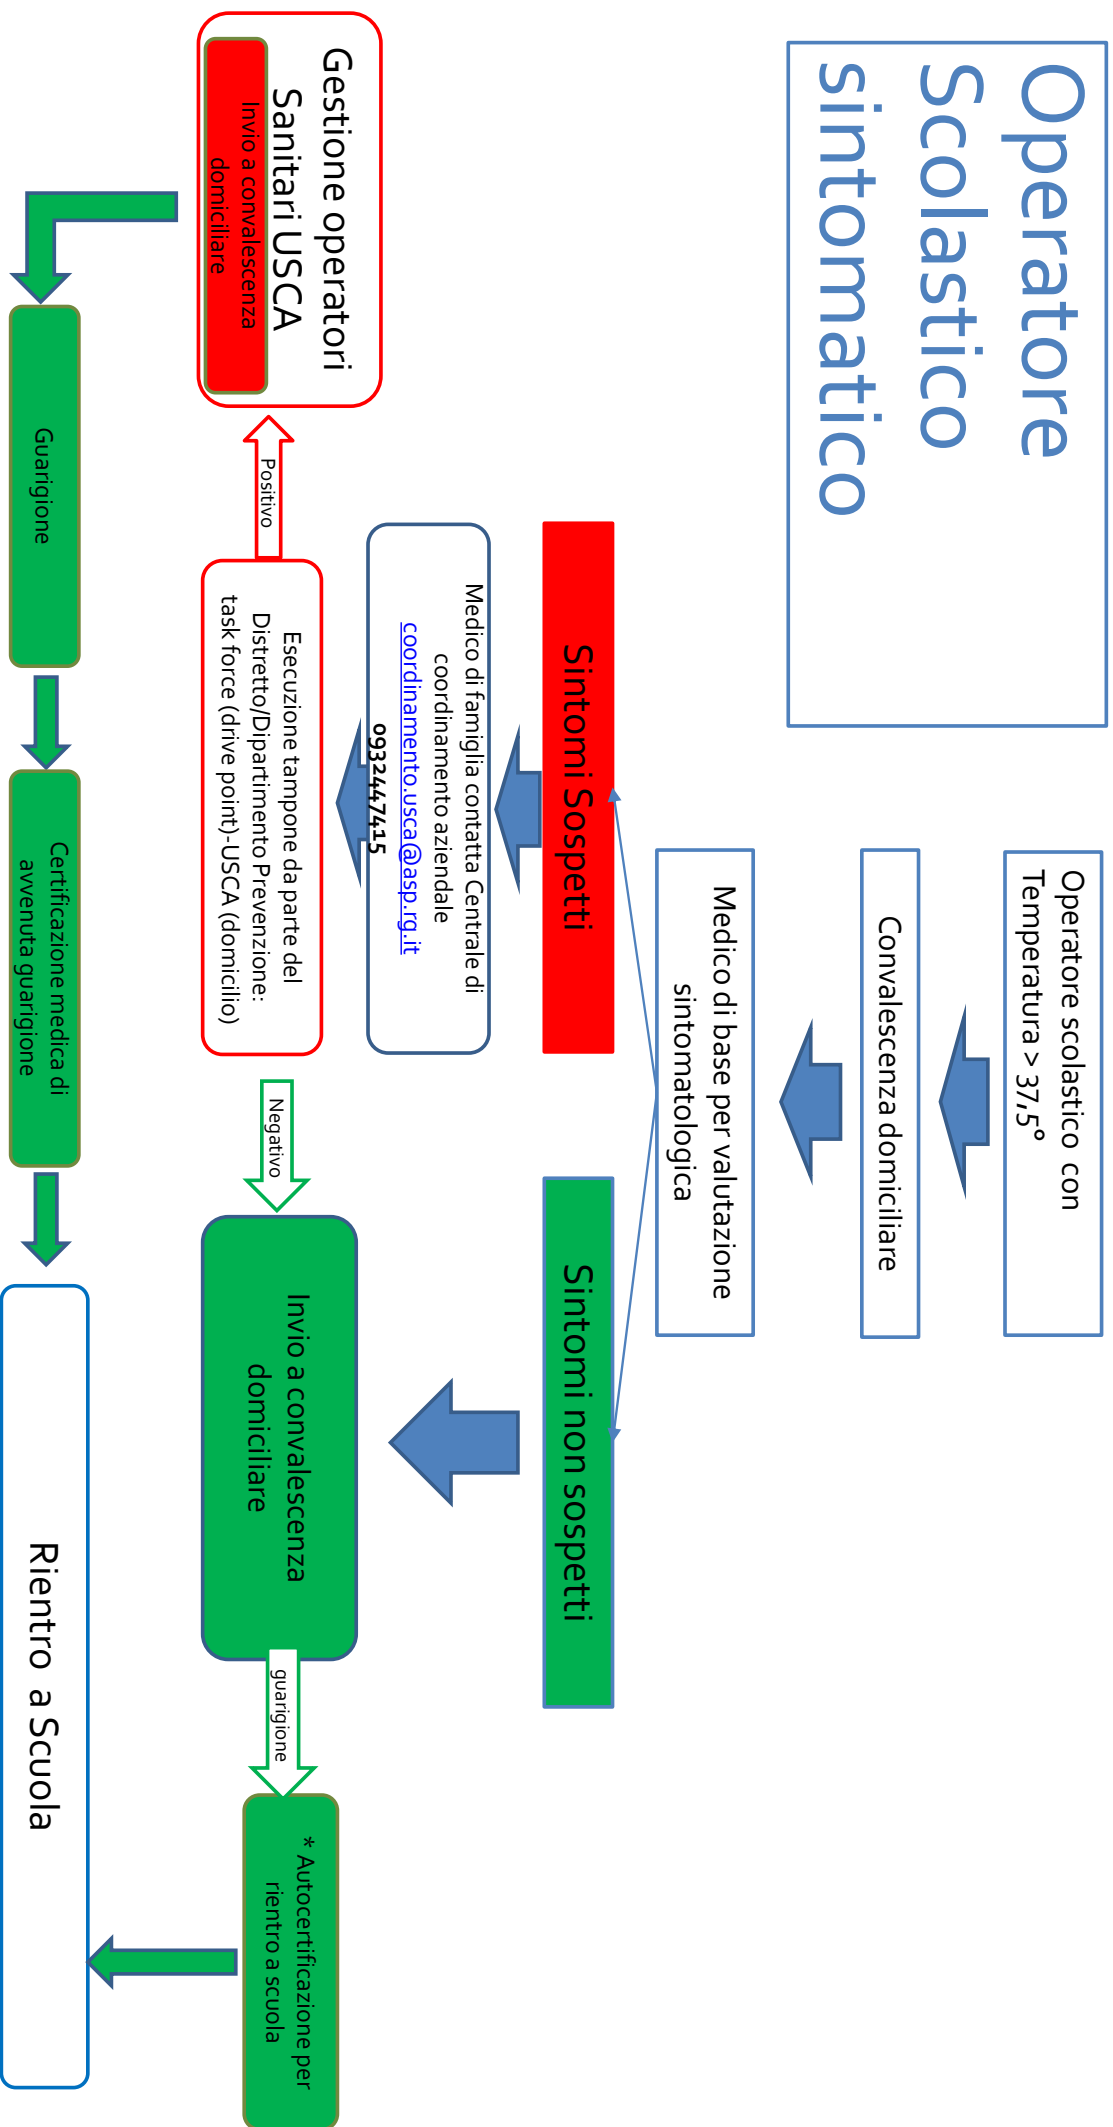 Operatore
Scolastico
sintomatico
Operatore scolastico con
Temperatura > 37,5°
Convalescenza domiciliare
Medico di base per valutazione
sintomatologica
Sintomi Sospetti
Sintomi non sospetti
Medico di famiglia contatta Centrale di
coordinamento aziendale
coordinamento.usca@asp.rg.it
0932447415
Gestione operatori
Sanitari USCA
Invio a convalescenza
domiciliare
Positivo
Esecuzione tampone da parte del
Distretto/Dipartimento Prevenzione:
task force (drive point)-USCA (domicilio)
Negativo
Invio a convalescenza
domiciliare
guarigione
* Autocertificazione per
rientro a scuola
Guarigione
Certificazione medica di
avvenuta guarigione
Rientro a Scuola